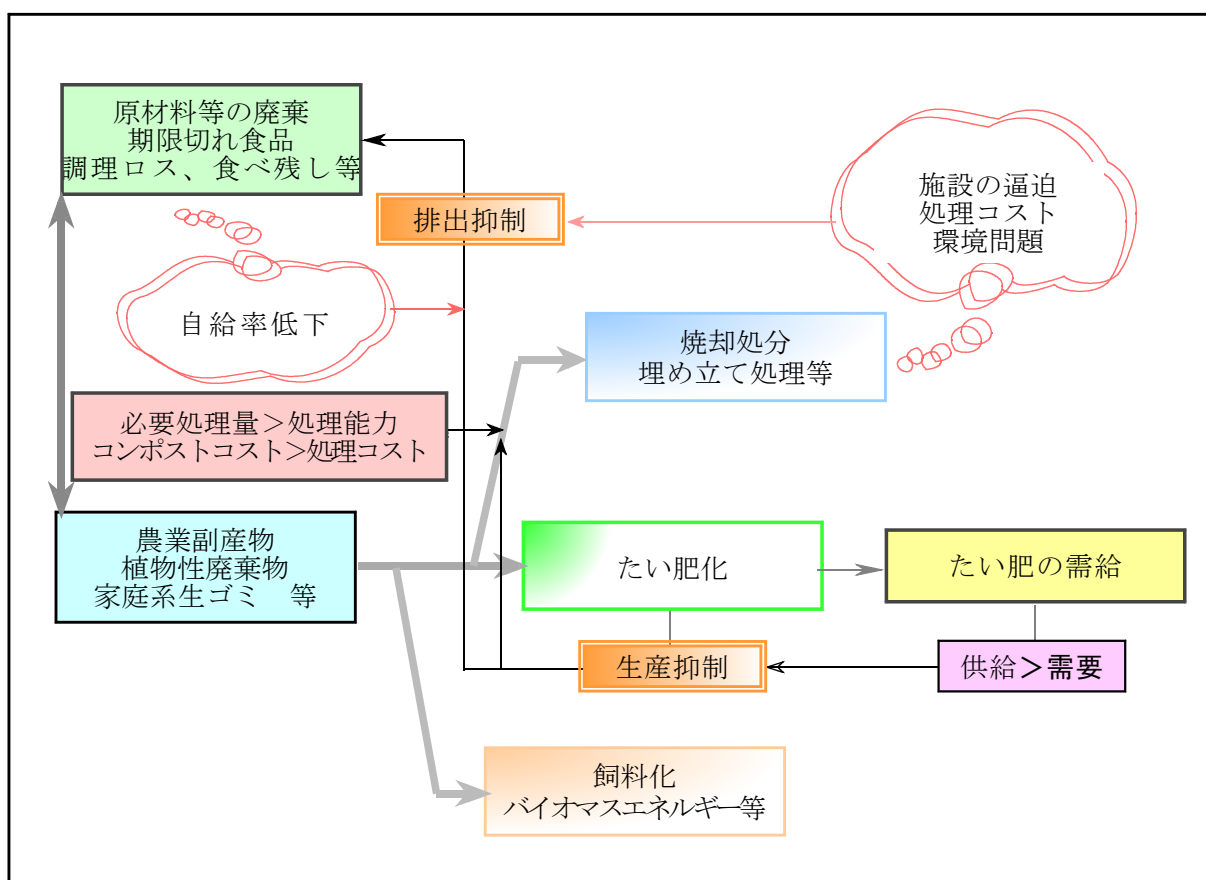 原材料等の廃棄
期限切れ食品
調理ロス、食べ残し等
排出抑制
施設の逼迫
処理コスト
環境問題
自給率低下
焼却処分
埋め立て処理等
必要処理量＞処理能力
コンポストコスト＞処理コスト
農業副産物
植物性廃棄物
家庭系生ゴミ　等
たい肥化
たい肥の需給
生産抑制
供給＞需要
飼料化
バイオマスエネルギー等